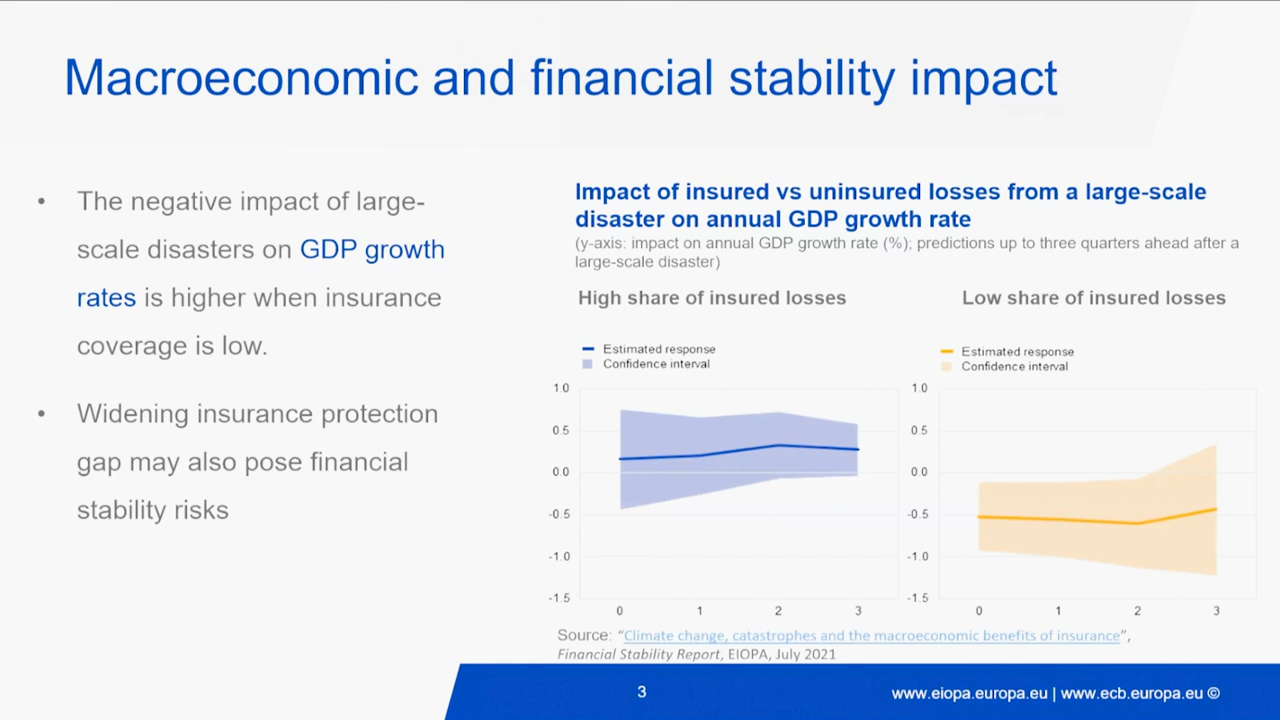 Macroeconomic and financial stability impact
• The negative impact of large-
scale disasters on GDP growth
rates is higher when insurance
coverage is low.
• Widening insurance protection
gap may also pose financial
stability risks
Impact of insured vs uninsured losses from a large-scale
disaster on annual GDP growth rate
(y-axis: impact on annual GDP growth rate (%); predictions up to three quarters ahead after a
large-scale disaster)
High share of insured losses
Estimated response
Confidence interval
1.0
0.5
0.0
-0.5
-1.0
-1.5
0 1 2 3
Low share of insured losses
Estimated response
Confidence interval
1.0
0.5
0.0
-0.5
-1.0
-1.5
0 1 2 3
Source: “Climate change, catastrophes and the macroeconomic benefits of insurance”,
Financial Stability Report, EIOPA, July 2021
3
www.eiopa.europa.eu | www.ecb.europa.eu ©